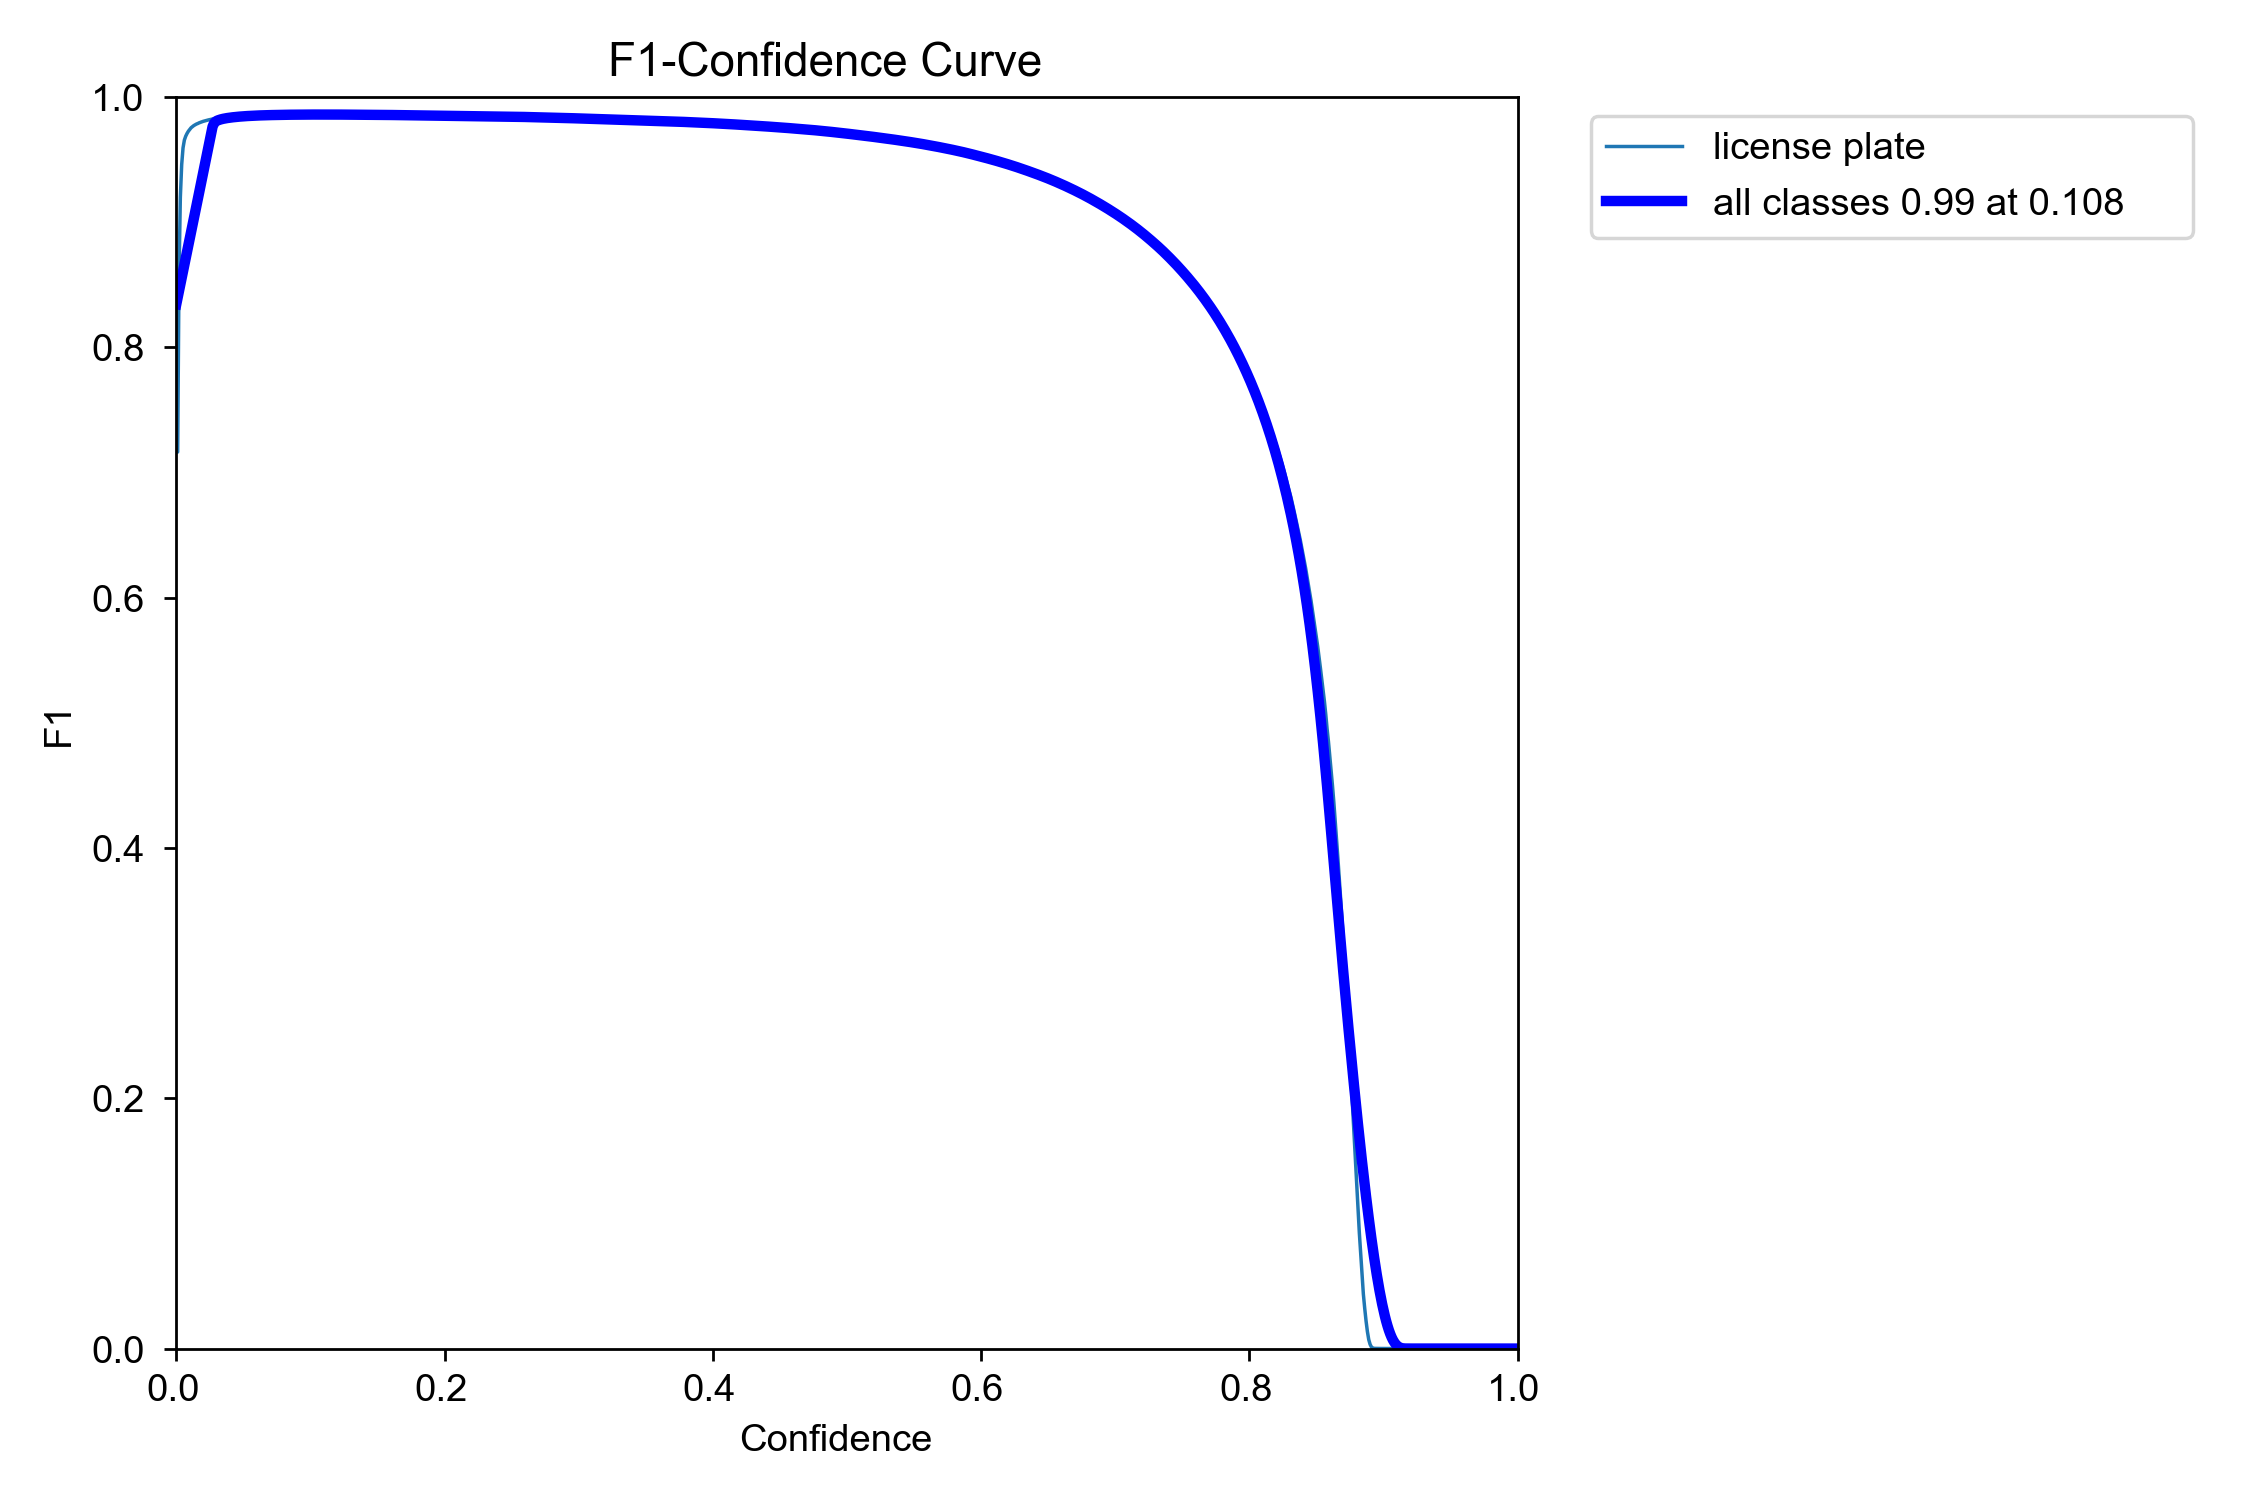 F1-Confidence Curve
1.0
0.8
0.6
0.4
0.2
0.0
F1
0.0 0.2 0.4 0.6 0.8 1.0
Confidence
license plate
all classes 0.99 at 0.108